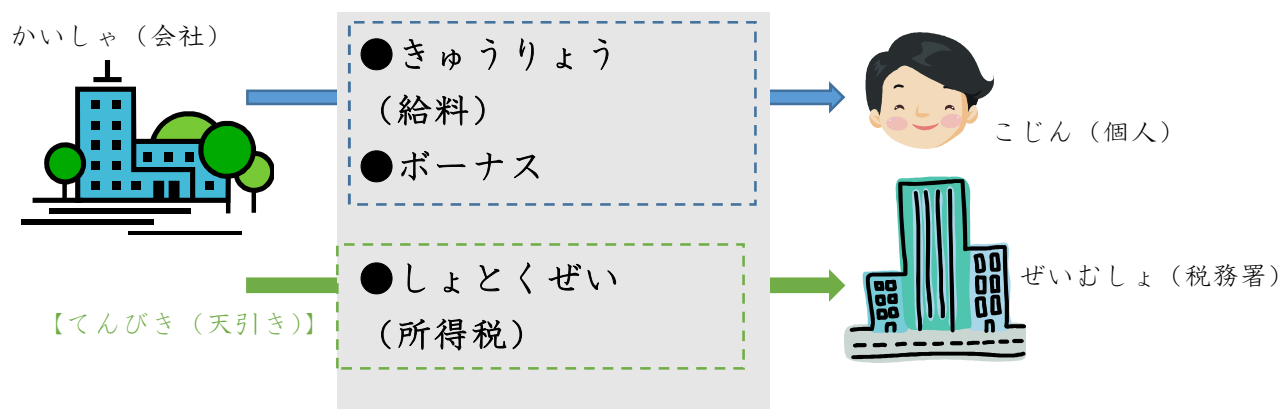 かいしゃ（会社）
●きゅうりょう
（給料）
●ボーナス
こじん（個人）
●しょとくぜい
（所得税）
ぜいむしょ（税務署）
【てんびき（天引き）】